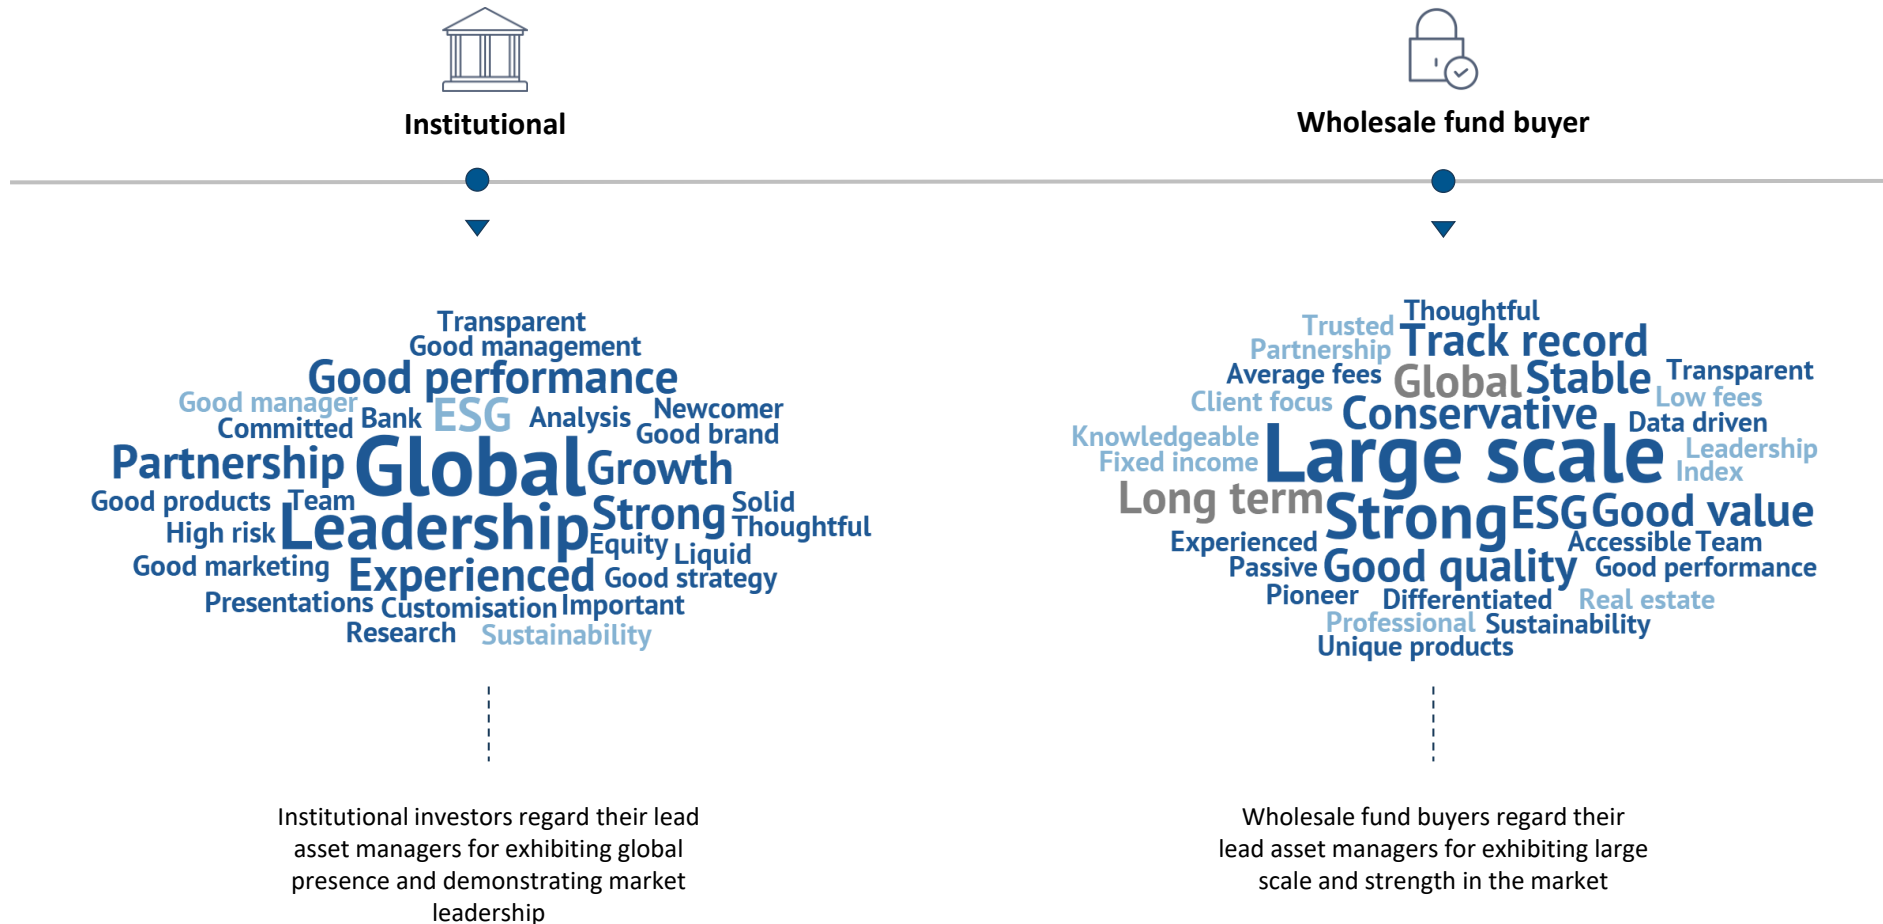 Institutional
Wholesale fund buyer
Transparent
Good management
Good performance
Good manager
Bank ESG Analysis Newcomer
Committed
Good brand
Partnership Global Growth
Good products Team
Strong Solid
High risk Leadership
Thoughtful
Equity Liquid
Good marketing Experienced Good strategy
Presentations Customisation Important
Research Sustainability
Institutional investors regard their lead
asset managers for exhibiting global
presence and demonstrating market
leadership
Thoughtful
Trusted
Track record
Partnership
Average fees Global Stable Transparent
Client focus Conservative Low fees
Data driven
Knowledgeable
Large scale Leadership
Fixed income
Index
Long term
Strong ESG Good value
Experienced
Accessible Team
Passive Good quality Good performance
Pioneer Differentiated Real estate
Professional Sustainability
Unique products
Wholesale fund buyers regard their
lead asset managers for exhibiting large
scale and strength in the market